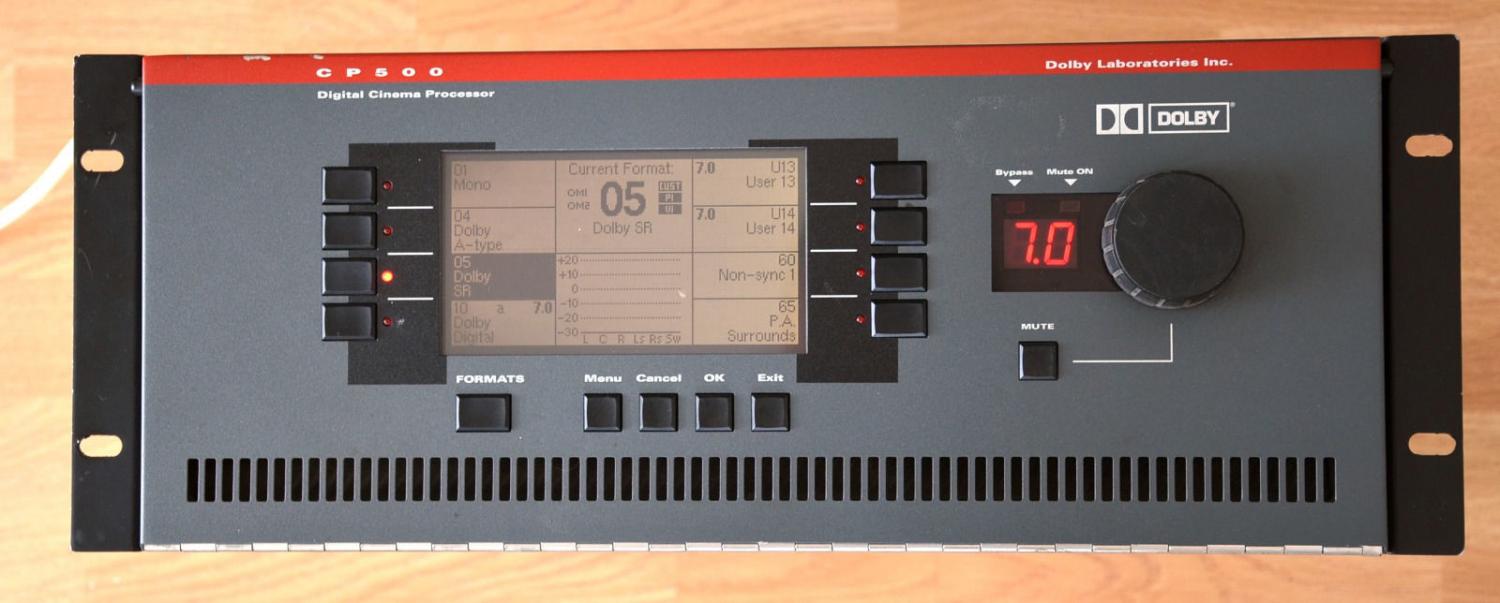 CP500
Dolby Laboratories Inc.
Digital Cinema Processor
DOLBY
01
Mono
04
Dolby
A-type
05
Dolby
SR
10 a 7.0
Dolby
Digital
Current Format:
05
Dolby SR
+20
+10
0
-10
-20
-30
L C R Ls Rs Sw
7.0 U13
User 13
7.0 U14
User 14
60
Non-sync 1
65
P.A.
Surrounds
Bypass Mute ON
7.0
MUTE
FORMATS Menu Cancel OK Exit